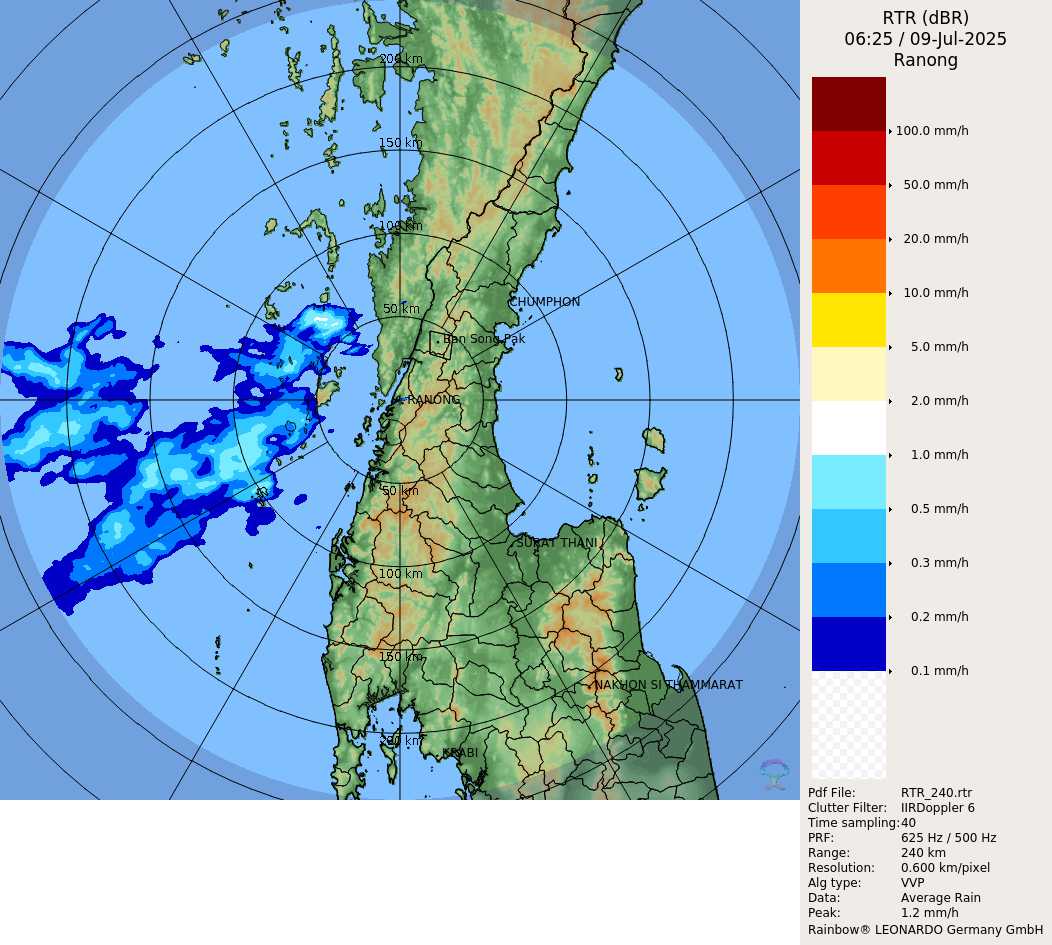 RTR (dBR)
06:25 / 09-Jul-2025
Ranong
200 km
150 km
100 km
50 km
CHUMPHON
Ban Song Pak
RANONG
50 km
SURAT THANI
100 km
150 km
NAKHON SI THAMMARAT
200 km
KRABI
100.0 mm/h
50.0 mm/h
20.0 mm/h
10.0 mm/h
5.0 mm/h
2.0 mm/h
1.0 mm/h
0.5 mm/h
0.3 mm/h
0.2 mm/h
0.1 mm/h
Pdf File: RTR_240.rtr
Clutter Filter: IIRDoppler 6
Time sampling:40
PRF: 625 Hz / 500 Hz
Range: 240 km
Resolution: 0.600 km/pixel
Alg type: VVP
Data: Average Rain
Peak: 1.2 mm/h
Rainbow® LEONARDO Germany GmbH